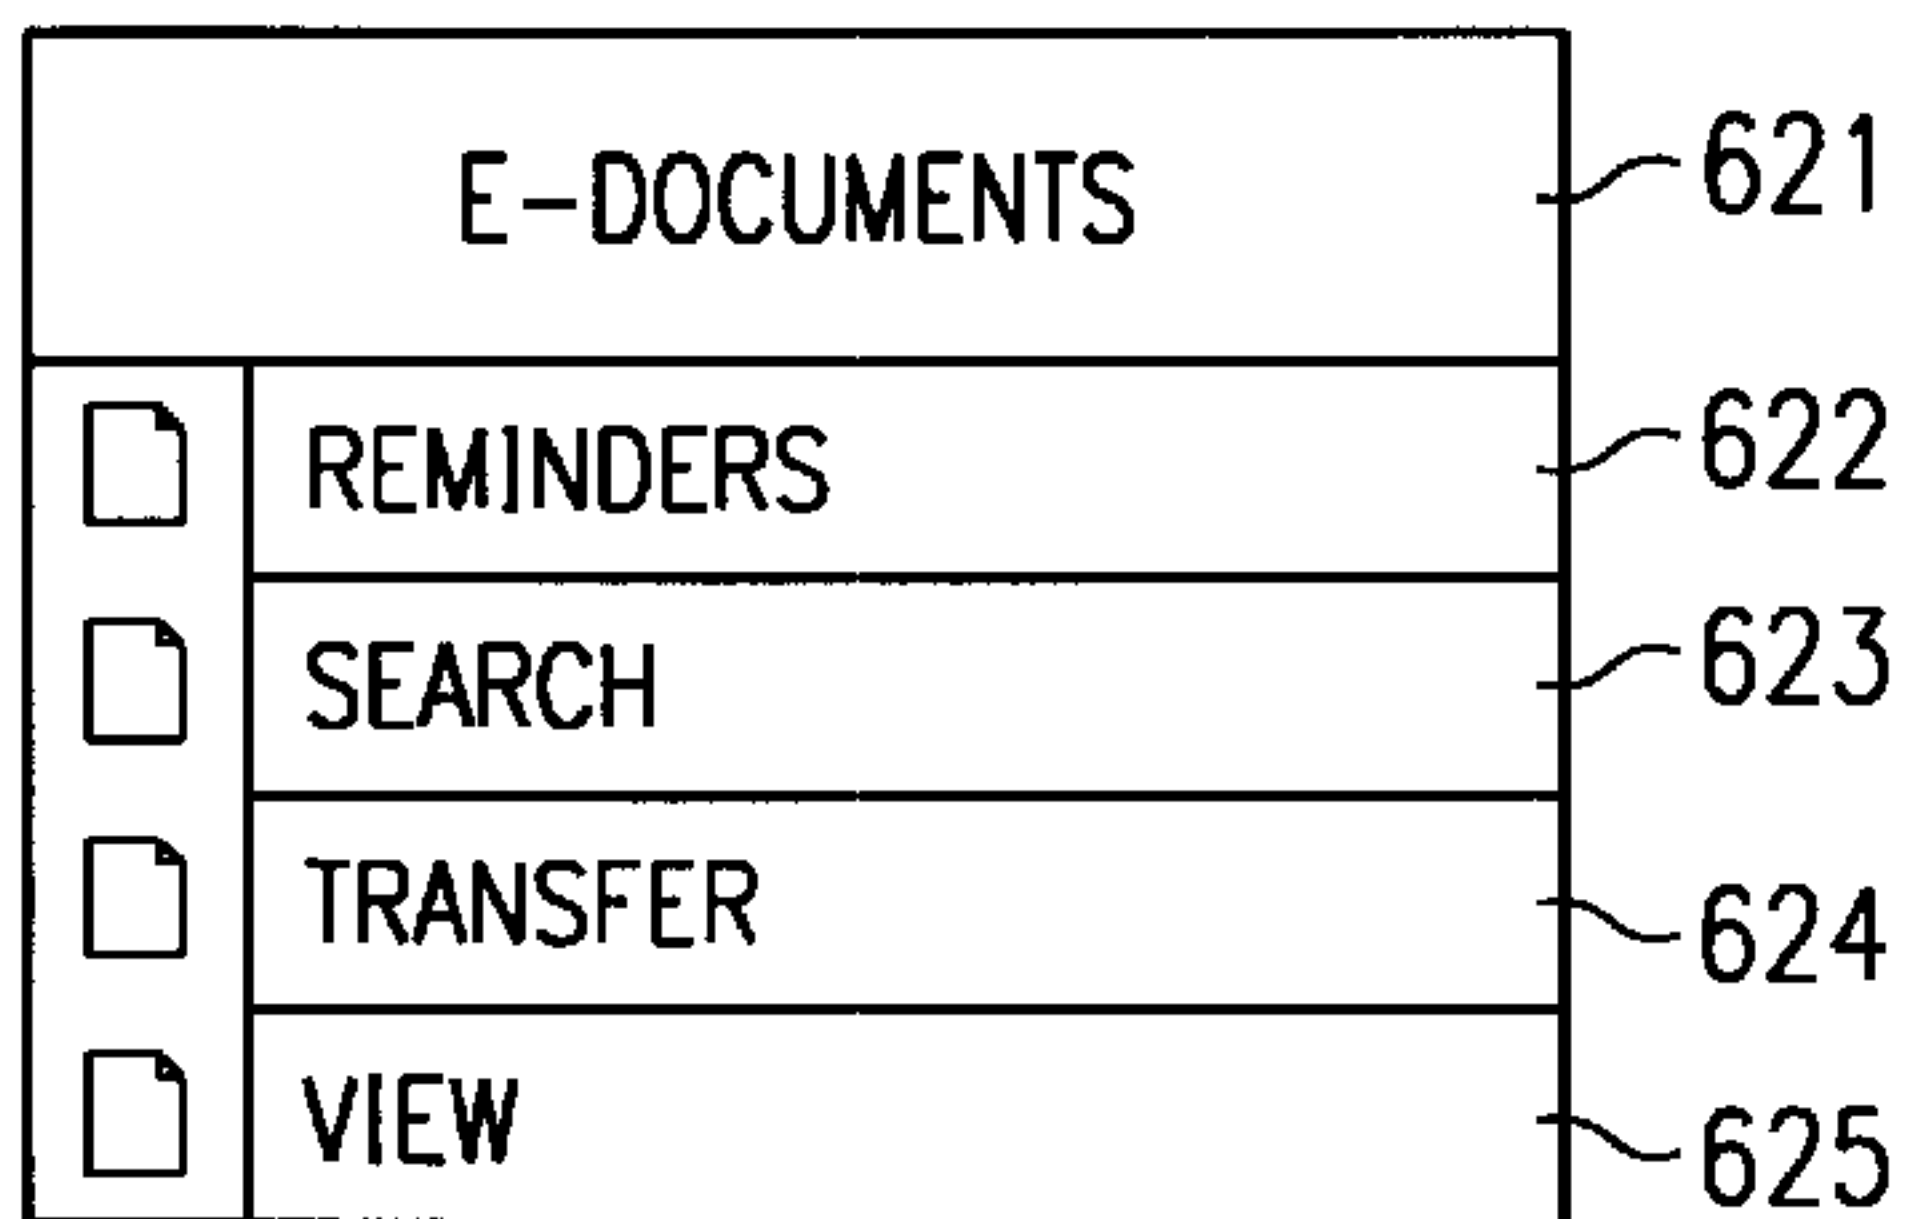 E-DOCUMENTS 621
REMINDERS 622
SEARCH 623
TRANSFER 624
VIEW 625